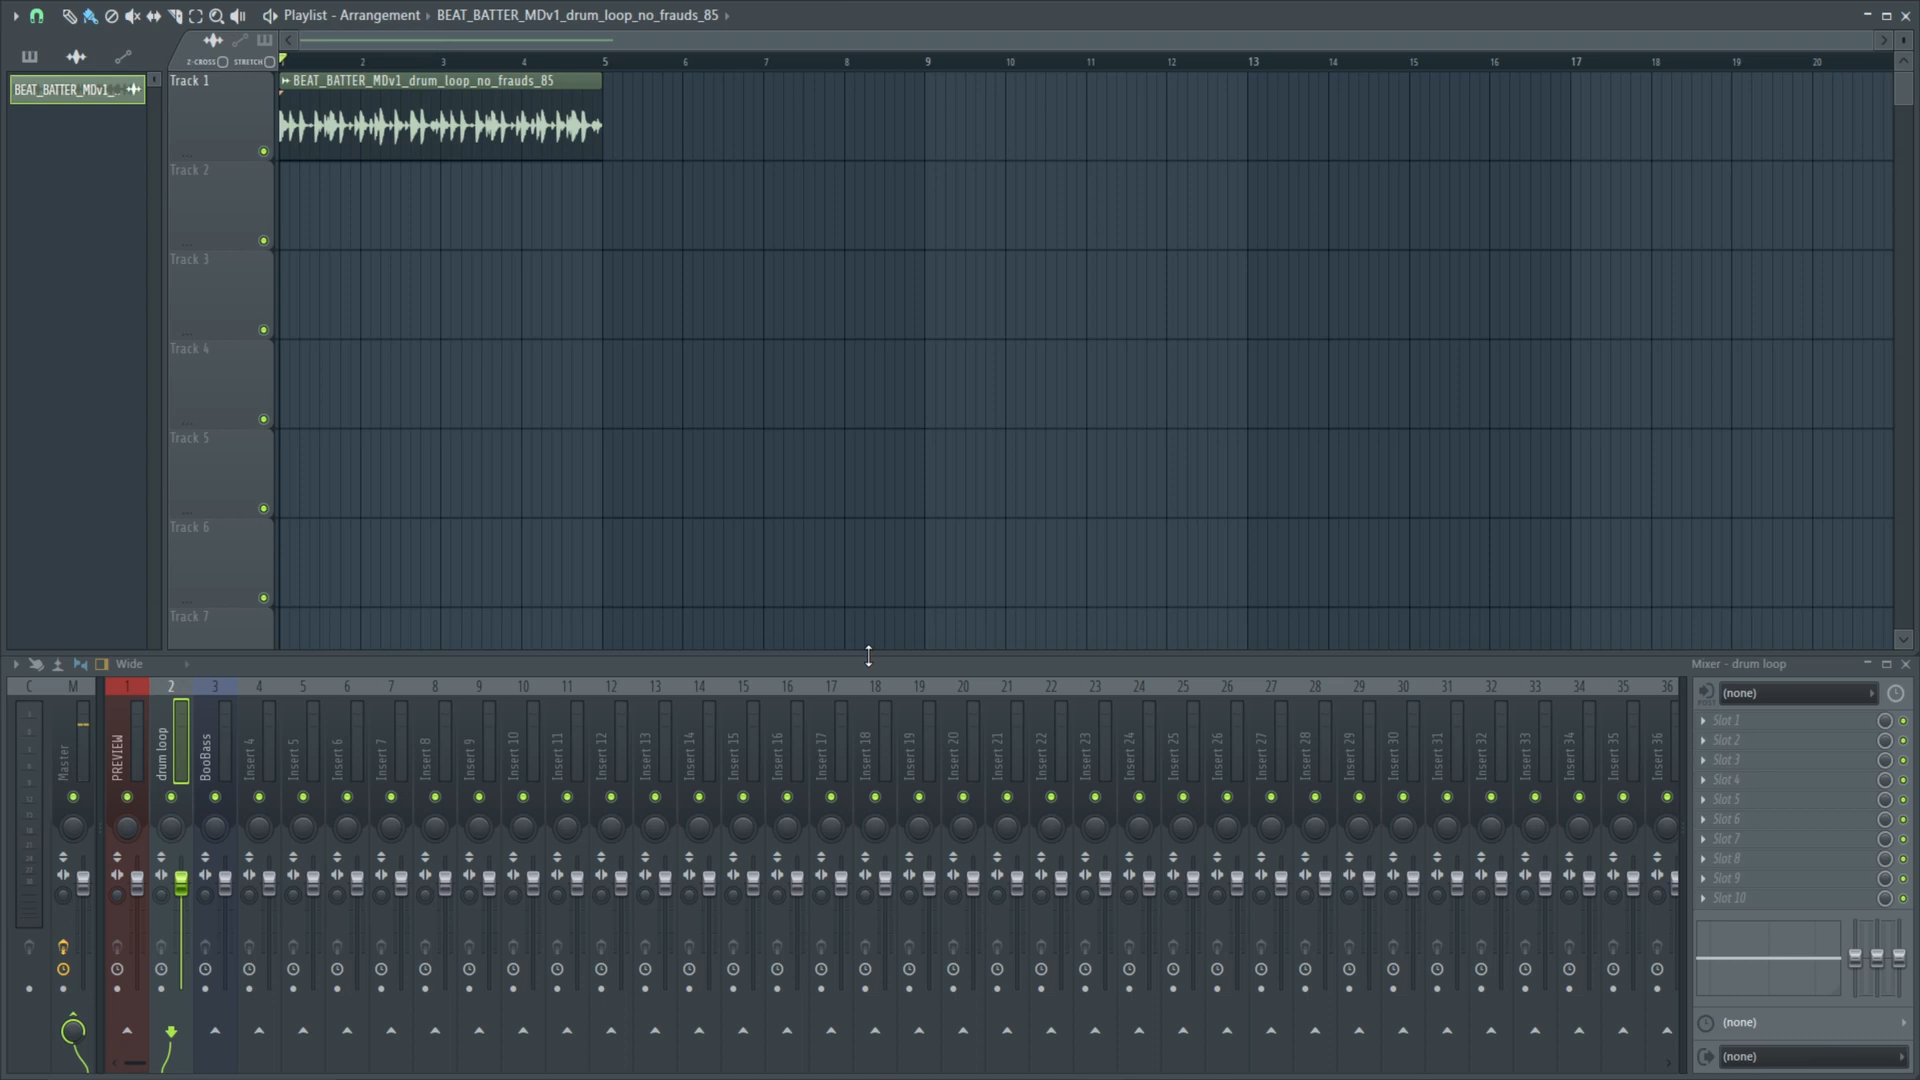 Playlist - Arrangement › BEAT_BATTER_MDv1_drum_loop_no_frauds_85 ›
Z-CROSS STRETCH
2 3 4 5 6 7 8 9 10 11 12 13 14 15 16 17 18 19 20
BEAT_BATTER_MDv1_...
Track 1
BEAT_BATTER_MDv1_drum_loop_no_frauds_85
Track 2
Track 3
Track 4
Track 5
Track 6
Track 7
Wide
Mixer - drum loop
C M 1 2 3 4 5 6 7 8 9 10 11 12 13 14 15 16 17 18 19 20 21 22 23 24 25 26 27 28 29 30 31 32 33 34 35 36
Master
PREVIEW
drum loop
BooBass
Insert 4
Insert 5
Insert 6
Insert 7
Insert 8
Insert 9
Insert 10
Insert 11
Insert 12
Insert 13
Insert 14
Insert 15
Insert 16
Insert 17
Insert 18
Insert 19
Insert 20
Insert 21
Insert 22
Insert 23
Insert 24
Insert 25
Insert 26
Insert 27
Insert 28
Insert 29
Insert 30
Insert 31
Insert 32
Insert 33
Insert 34
Insert 35
Insert 36
(none)
POST
Slot 1
Slot 2
Slot 3
Slot 4
Slot 5
Slot 6
Slot 7
Slot 8
Slot 9
Slot 10
(none)
(none)